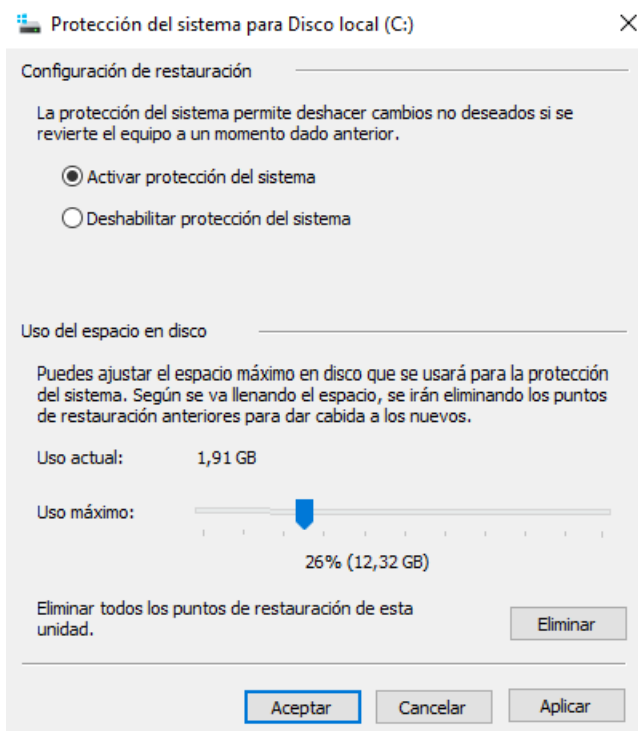 Protección del sistema para Disco local (C:)
Configuración de restauración
La protección del sistema permite deshacer cambios no deseados si se
revierte el equipo a un momento dado anterior.
Activar protección del sistema
Deshabilitar protección del sistema
Uso del espacio en disco
Puedes ajustar el espacio máximo en disco que se usará para la protección
del sistema. Según se va llenando el espacio, se irán eliminando los puntos
de restauración anteriores para dar cabida a los nuevos.
Uso actual: 1,91 GB
Uso máximo:
26% (12,32 GB)
Eliminar todos los puntos de restauración de esta
unidad.
Eliminar
Aceptar Cancelar Aplicar